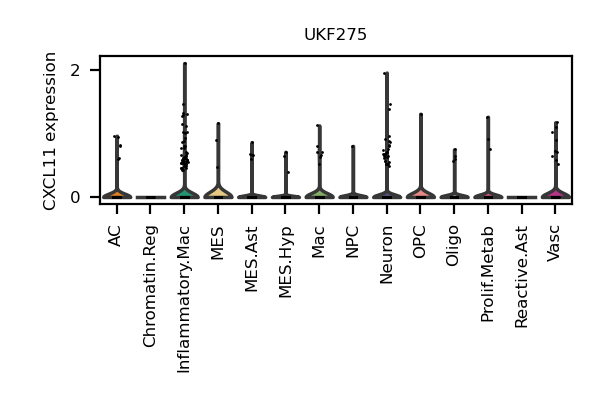 UKF275
CXCL11 expression
2
0
AC
Chromatin.Reg
Inflammatory.Mac
MES
MES.Ast
MES.Hyp
Mac
NPC
Neuron
OPC
Oligo
Prolif.Metab
Reactive.Ast
Vasc